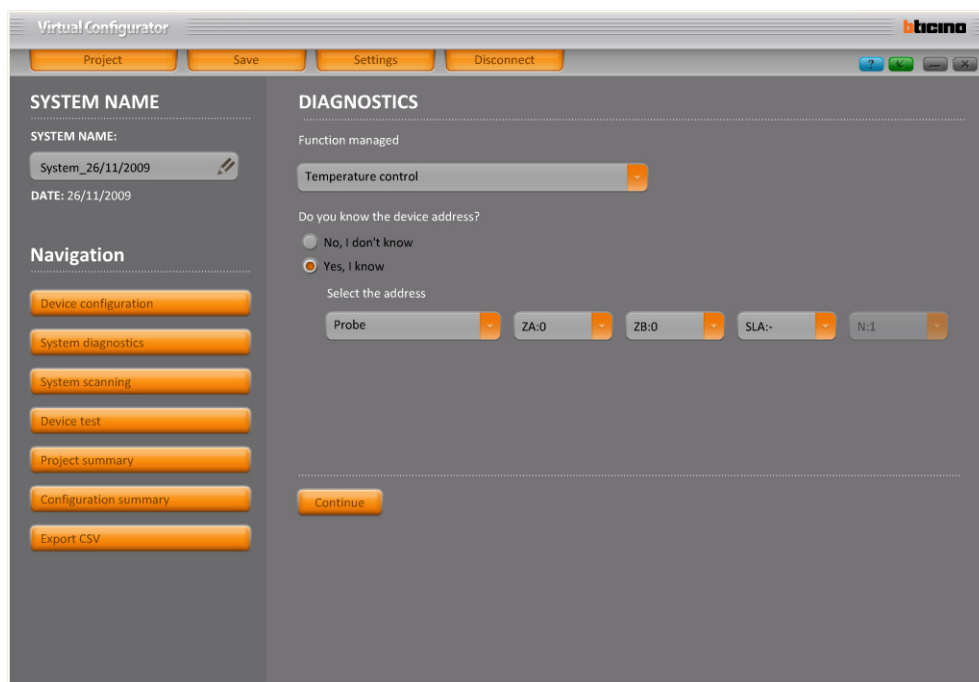 Virtual Configurator
bticino
Project
Save
Settings
Disconnect
?
SYSTEM NAME
SYSTEM NAME:
System_26/11/2009
DATE: 26/11/2009
Navigation
Device configuration
System diagnostics
System scanning
Device test
Project summary
Configuration summary
Export CSV
DIAGNOSTICS
Function managed
Temperature control
Do you know the device address?
No, I don't know
Yes, I know
Select the address
Probe
ZA:0
ZB:0
SLA:-
N:1
Continue